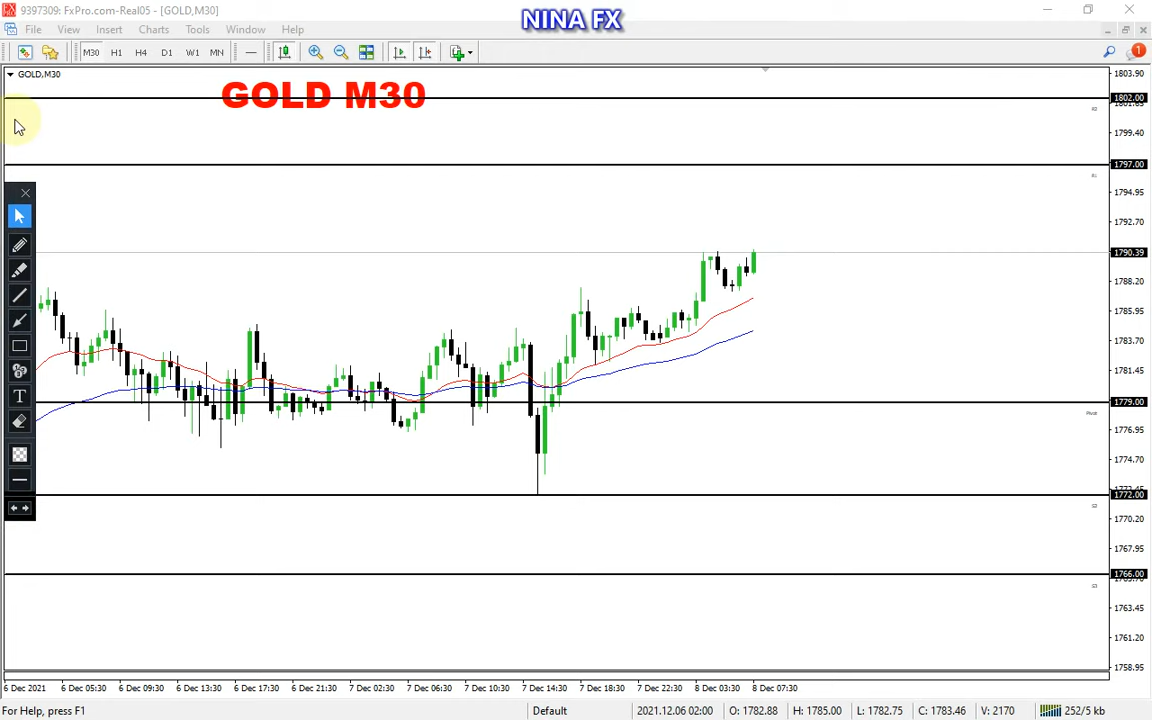 9397309: FxPro.com-Real05 - [GOLD,M30]
NINA FX
File View Insert Charts Tools Window Help
M30 H1 H4 D1 W1 MN
1
GOLD,M30
GOLD M30
1803.90
1802.00
R2
1799.40
1797.00
R1
1794.95
1792.70
1790.39
1788.20
1785.95
1783.70
1781.45
1779.00
Pivot
1776.95
1774.70
1772.00
S2
1770.20
1767.95
1766.00
S3
1763.45
1761.20
1758.95
6 Dec 2021 6 Dec 05:30 6 Dec 09:30 6 Dec 13:30 6 Dec 17:30 6 Dec 21:30 7 Dec 02:30 7 Dec 06:30 7 Dec 10:30 7 Dec 14:30 7 Dec 18:30 7 Dec 22:30 8 Dec 03:30 8 Dec 07:30
For Help, press F1 Default 2021.12.06 02:00 O: 1782.88 H: 1785.00 L: 1782.75 C: 1783.46 V: 2170 252/5 kb